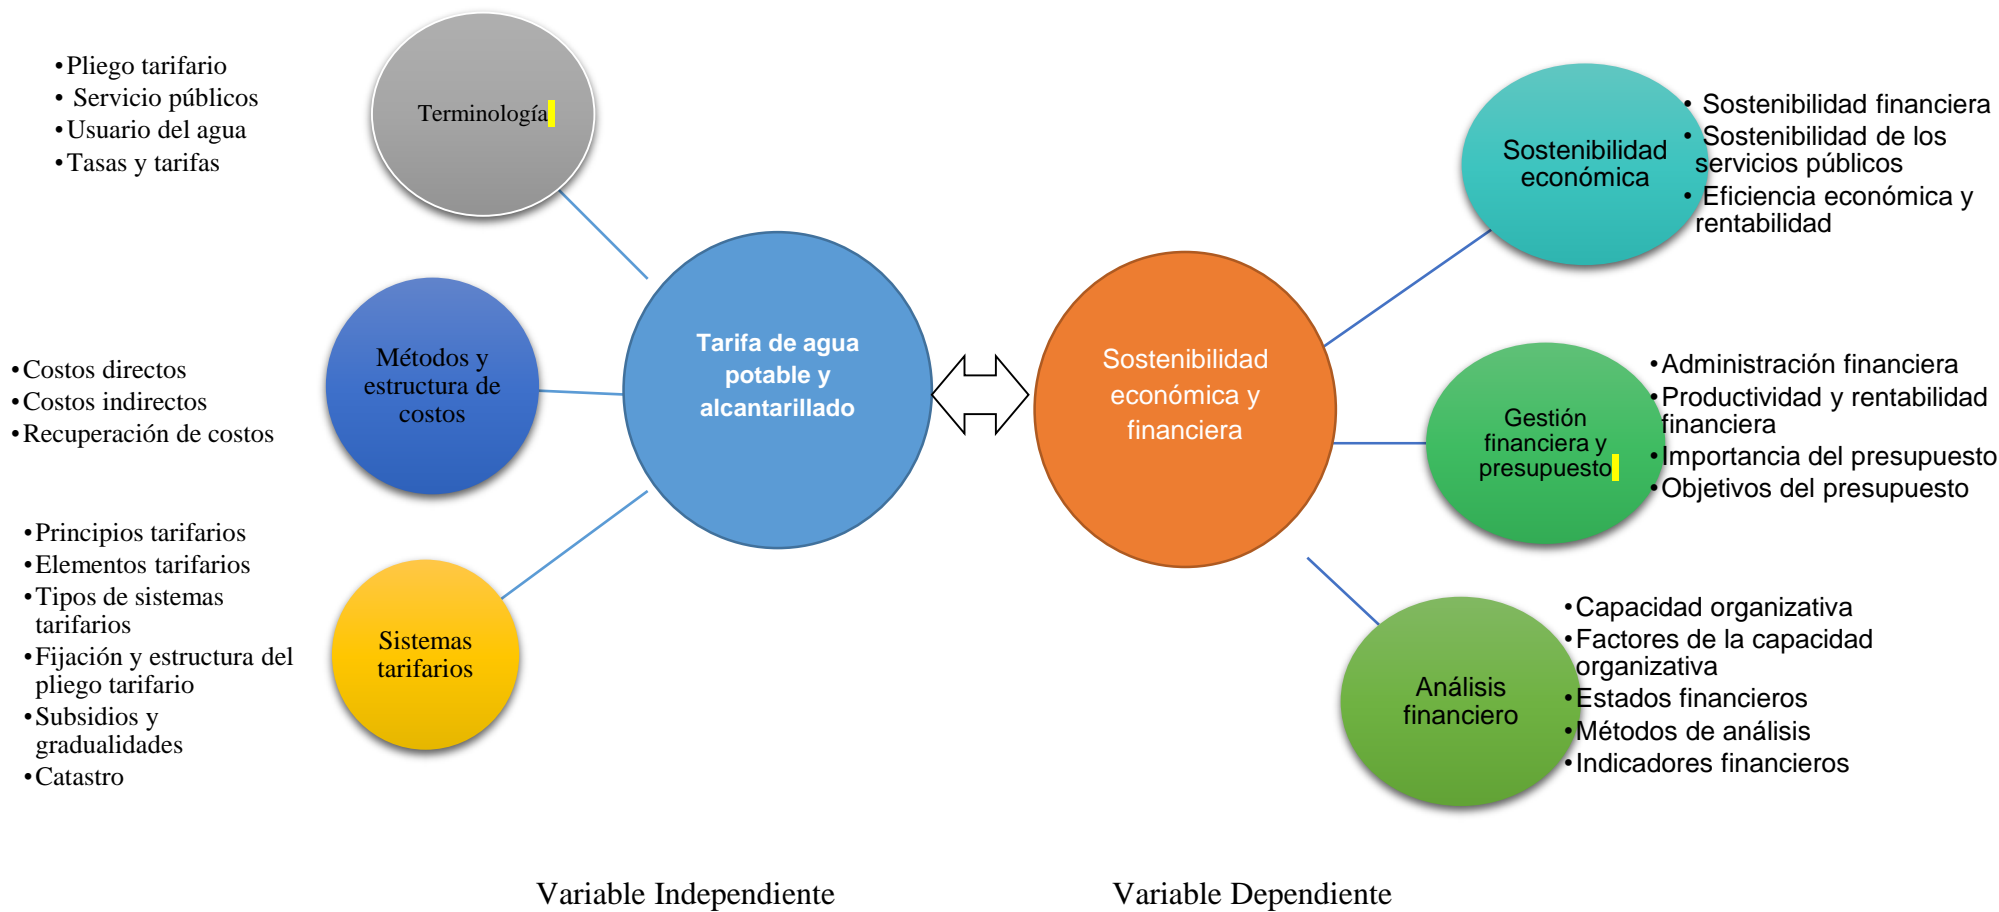 •Pliego tarifario
• Servicio públicos
•Usuario del agua
•Tasas y tarifas
Terminología
•Costos directos
•Costos indirectos
•Recuperación de costos
Métodos y
estructura de
costos
•Principios tarifarios
•Elementos tarifarios
•Tipos de sistemas
tarifarios
•Fijación y estructura del
pliego tarifario
•Subsidios y
gradualidades
•Catastro
Sistemas
tarifarios
Tarifa de agua
potable y
alcantarillado
Sostenibilidad
económica y
financiera
Sostenibilidad
económica
• Sostenibilidad financiera
• Sostenibilidad de los
servicios públicos
• Eficiencia económica y
rentabilidad
Gestión
financiera y
presupuesto
•Administración financiera
•Productividad y rentabilidad
financiera
•Importancia del presupuesto
•Objetivos del presupuesto
Análisis
financiero
•Capacidad organizativa
•Factores de la capacidad
organizativa
•Estados financieros
•Métodos de análisis
•Indicadores financieros
Variable Independiente
Variable Dependiente